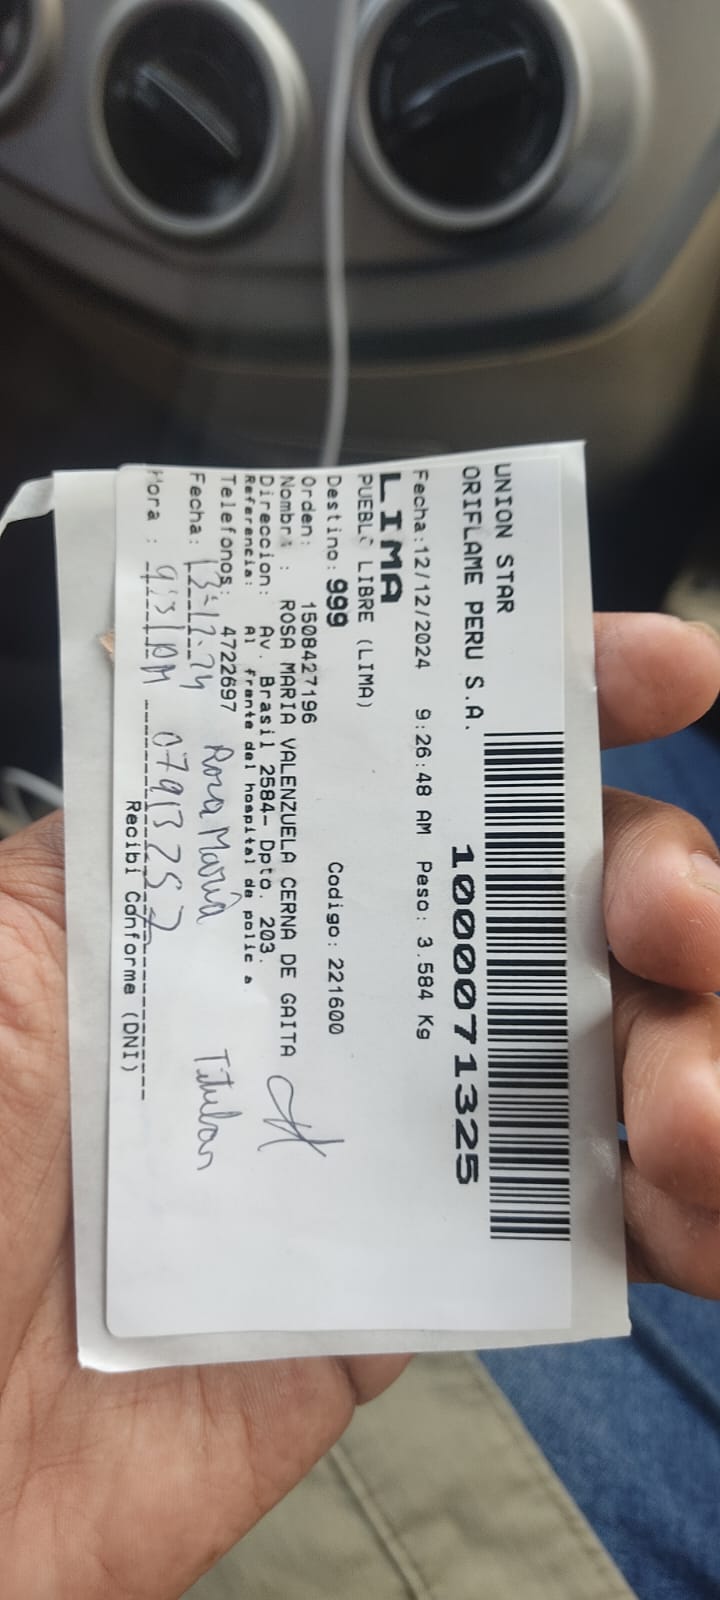 UNION STAR
ORIFLAME PERU S.A.
1000071325
Fecha:12/12/2024 9:26:48 AM Peso: 3.584 Kg
LIMA
PUEBLO LIBRE (LIMA)
Destino: 999 Codigo: 221600
Orden: 1508427196
Nombre : ROSA MARIA VALENZUELA CERNA DE GAITA
Direccion: Av. Brasil 2584- Dpto. 203.
Referencia: Al frente del hospital de polic a.
Telefonos: 4722697
Fecha: 13-12-24 Rosa María Titular
Hora : 9:31 AM 07913257
Recibi Conforme (DNI)